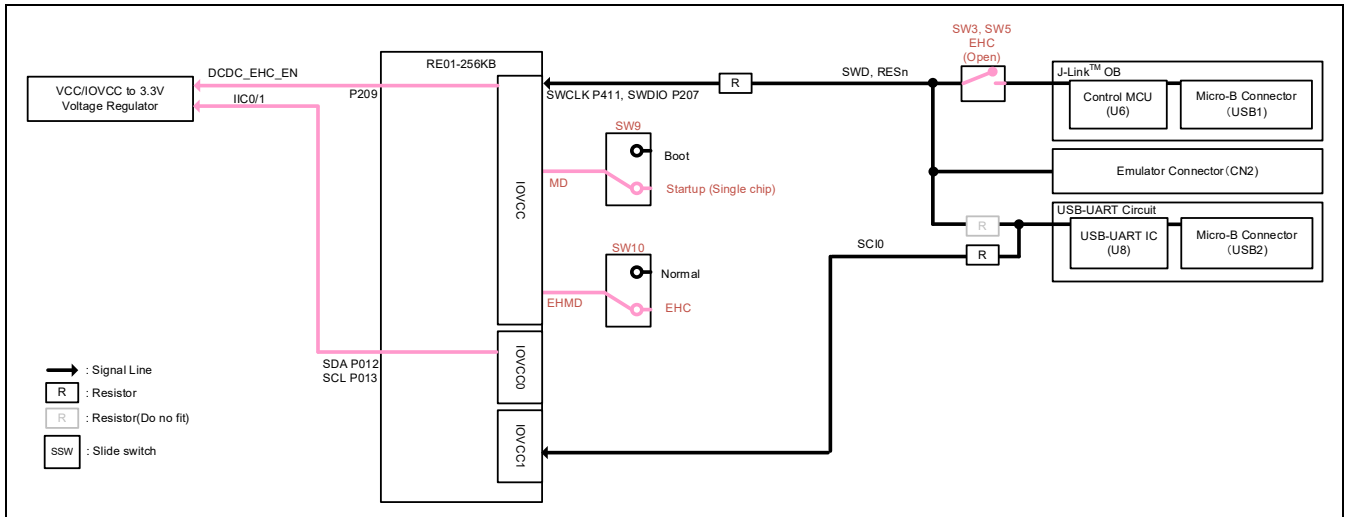 SW3, SW5
EHC
(Open)
RE01-256KB
DCDC_EHC_EN
P209
VCC/IOVCC to 3.3V
Voltage Regulator
IIC0/1
SWCLK P411, SWDIO P207
R
SWD, RESn
J-Link™ OB
Control MCU
(U6)
Micro-B Connector
（USB1）
SW9
Boot
MD
Startup (Single chip)
IOVCC
Emulator Connector（CN2）
USB-UART Circuit
USB-UART IC
(U8)
Micro-B Connector
（USB2）
R
R
SCI0
SW10
Normal
EHMD
EHC
SDA P012
SCL P013
IOVCC0
IOVCC1
: Signal Line
R : Resistor
R : Resistor(Do no fit)
SSW : Slide switch